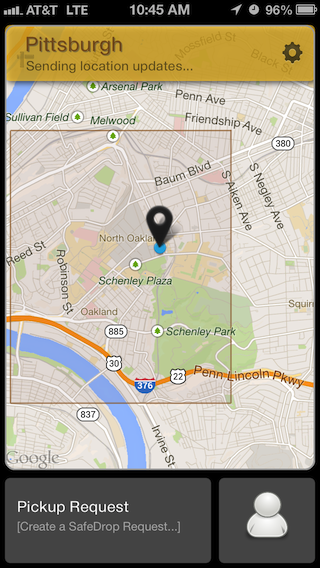 AT&T LTE 10:45 AM 96%
Pittsburgh
Sending location updates...
Mossfield St
Black St
Arsenal Park
Penn Ave
Sullivan Field
Melwood
Friendship Ave
380
Baum Blvd
S Aiken Ave
S Negley Ave
North Oakland
Reed St
Robinson St
Schenley Plaza
Oakland
Squir
885
Schenley Park
30
376
22
Penn Lincoln Pkwy
837
Irvine St
Google
Pickup Request
[Create a SafeDrop Request...]